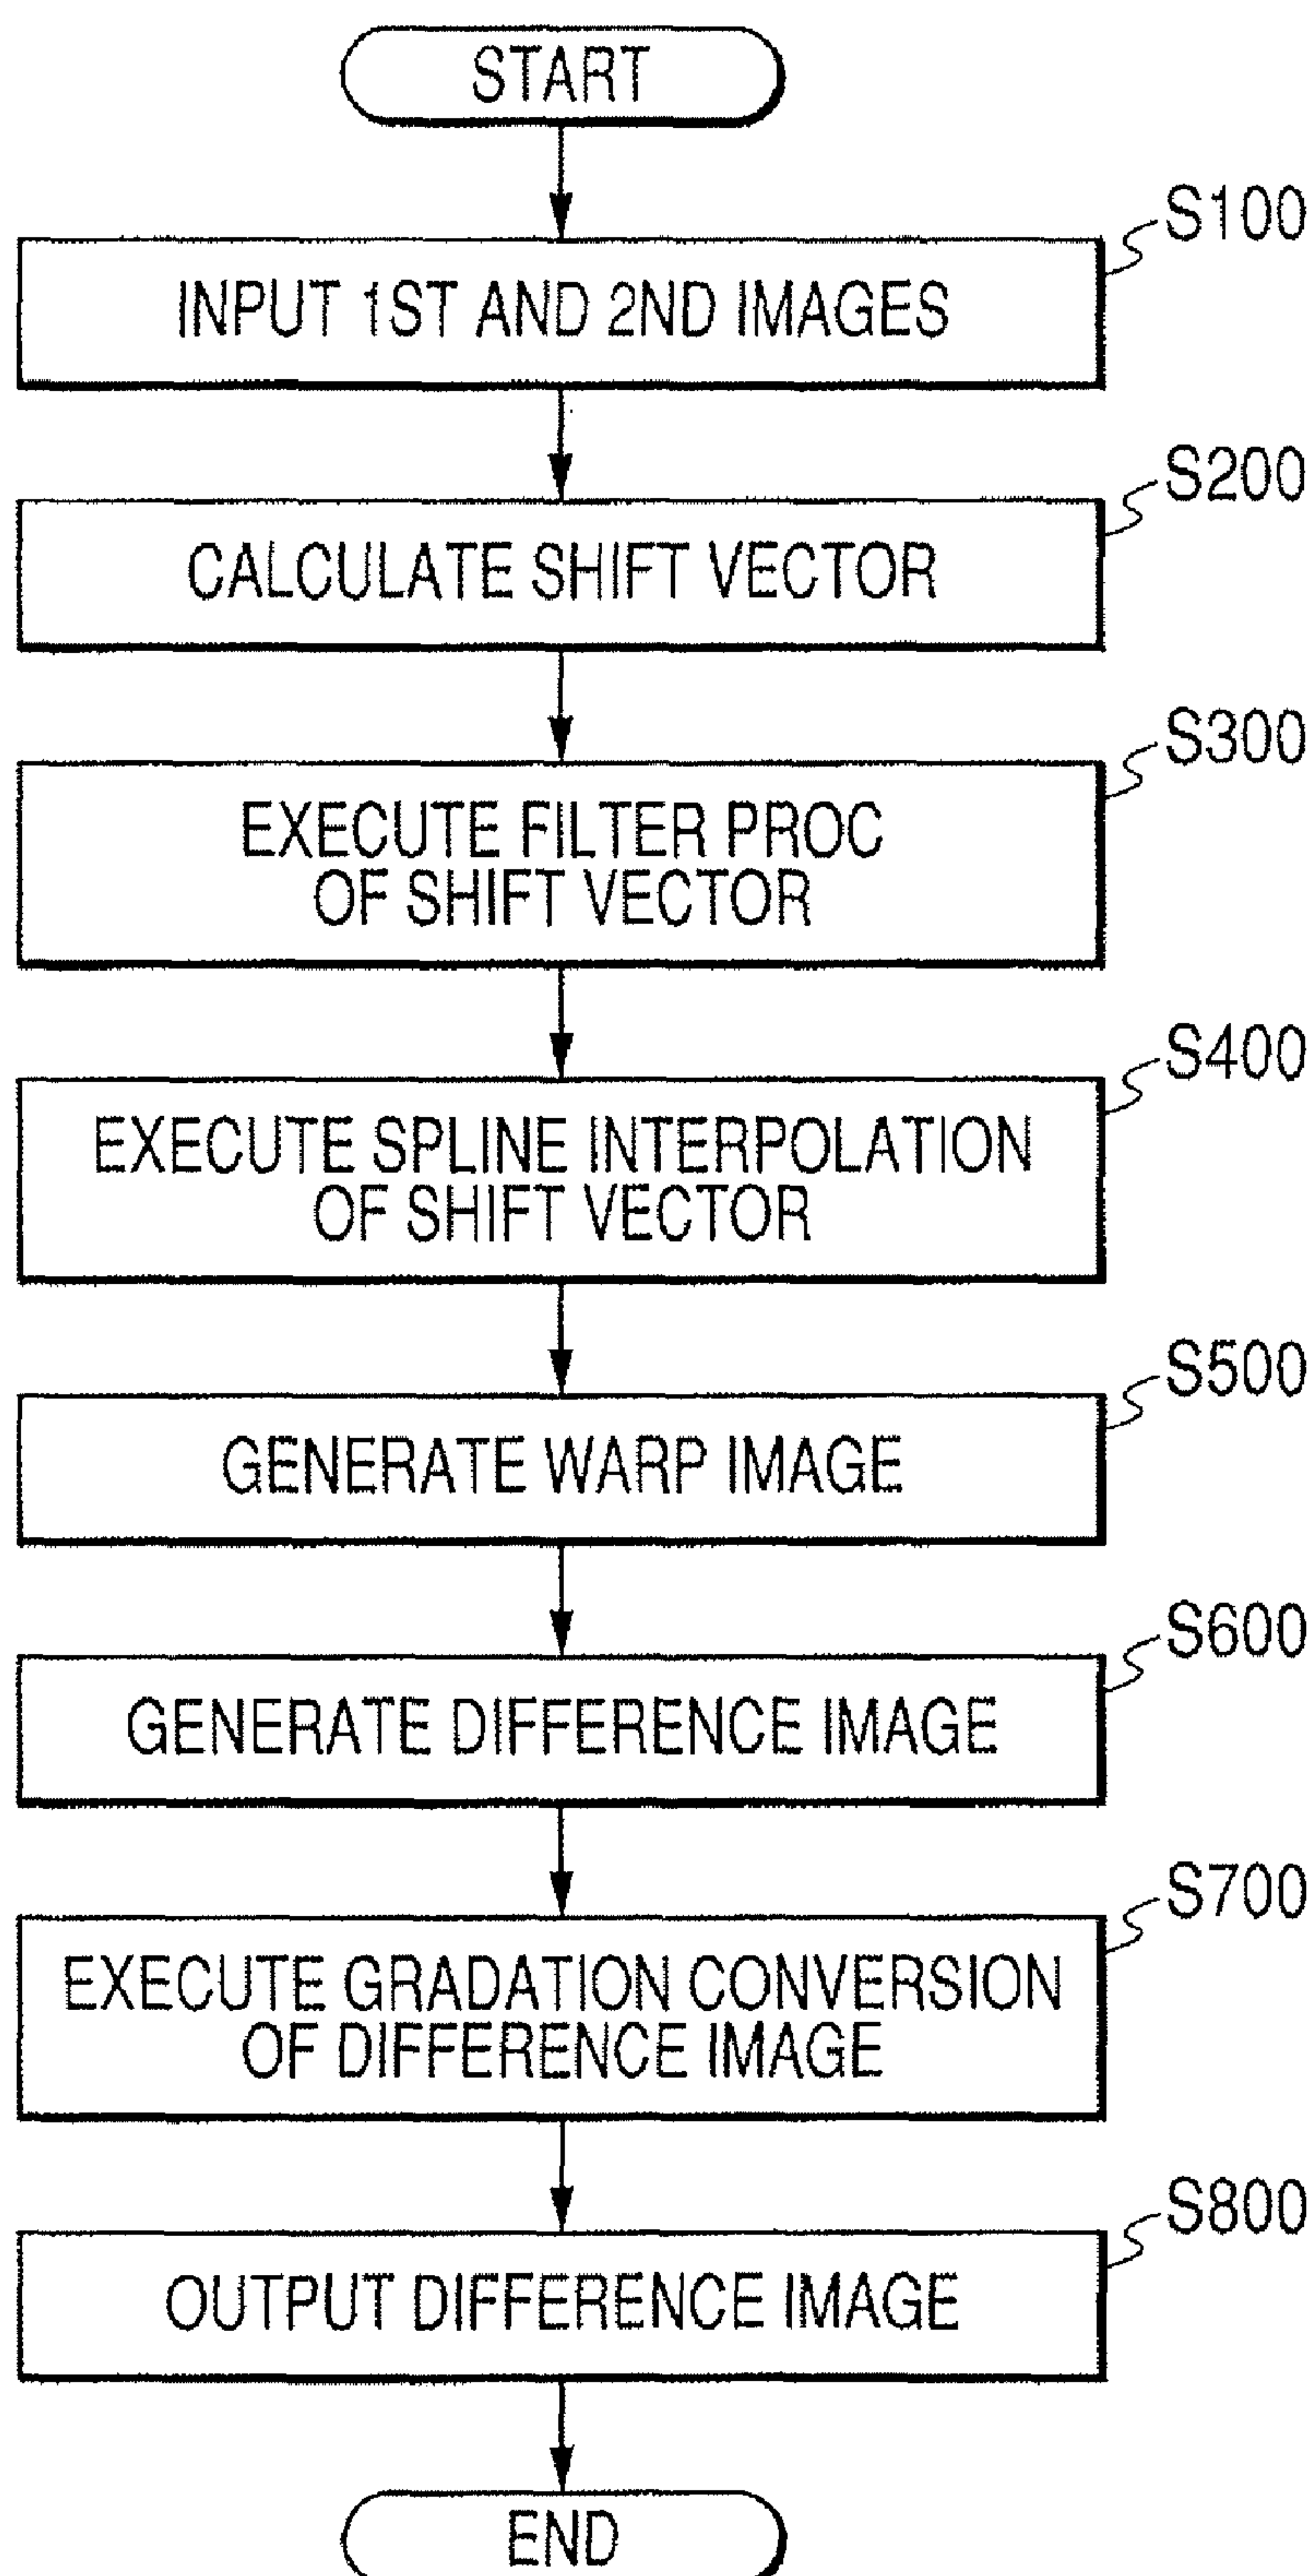 START
S100
INPUT 1ST AND 2ND IMAGES
S200
CALCULATE SHIFT VECTOR
S300
EXECUTE FILTER PROC
OF SHIFT VECTOR
S400
EXECUTE SPLINE INTERPOLATION
OF SHIFT VECTOR
S500
GENERATE WARP IMAGE
S600
GENERATE DIFFERENCE IMAGE
S700
EXECUTE GRADATION CONVERSION
OF DIFFERENCE IMAGE
S800
OUTPUT DIFFERENCE IMAGE
END